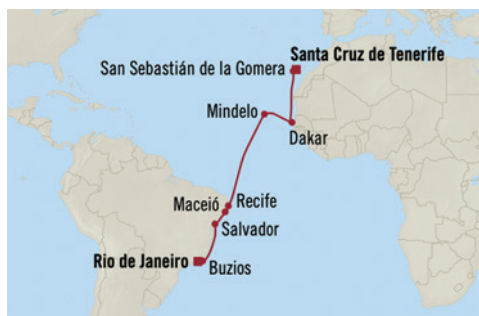 Santa Cruz de Tenerife
San Sebastián de la Gomera
Mindelo
Dakar
Maceió
Recife
Salvador
Rio de Janeiro
Buzios